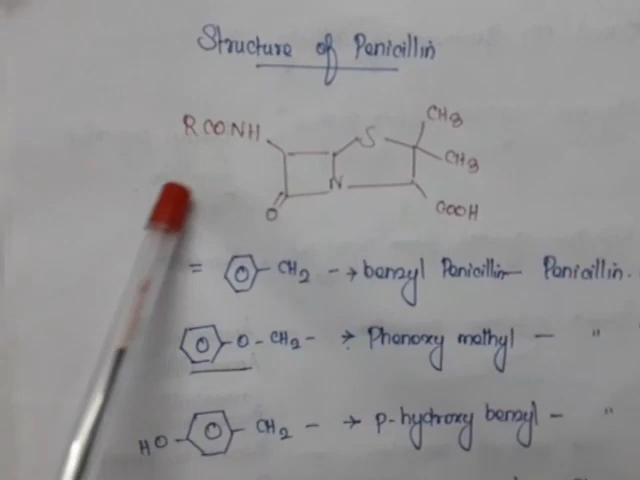 Structure of Penicillin
RCONH
S
CH3
CH3
N
O
COOH
= CH2 - → benzyl Penicillin- Penicillin.
-O-CH2- → Phenoxy methyl - "
HO- CH2 - → p-hydroxy benzyl - "